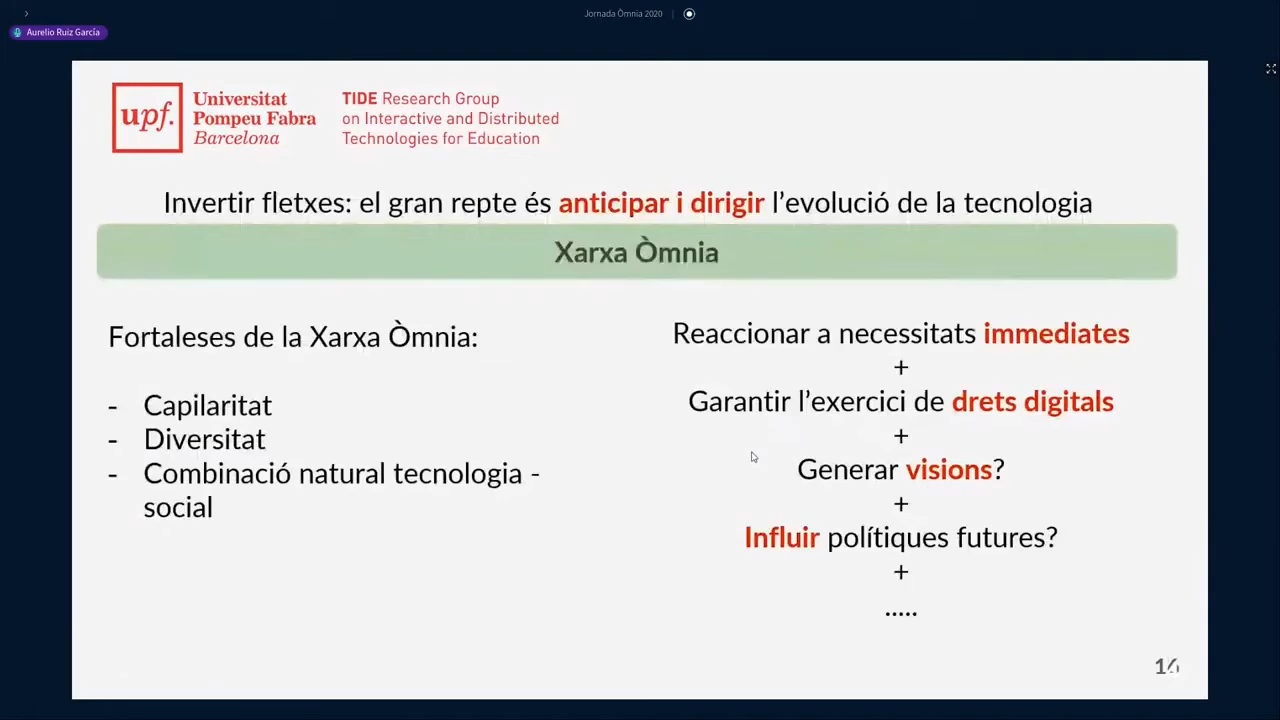 Jornada Òmnia 2020
Aurelio Ruiz García
upf.
Universitat
Pompeu Fabra
Barcelona
TIDE Research Group
on Interactive and Distributed
Technologies for Education
Invertir fletxes: el gran repte és anticipar i dirigir l’evolució de la tecnologia
Xarxa Òmnia
Fortaleses de la Xarxa Òmnia:
- Capilaritat
- Diversitat
- Combinació natural tecnologia -
social
Reaccionar a necessitats immediates
+
Garantir l’exercici de drets digitals
+
Generar visions?
+
Influir polítiques futures?
+
.....